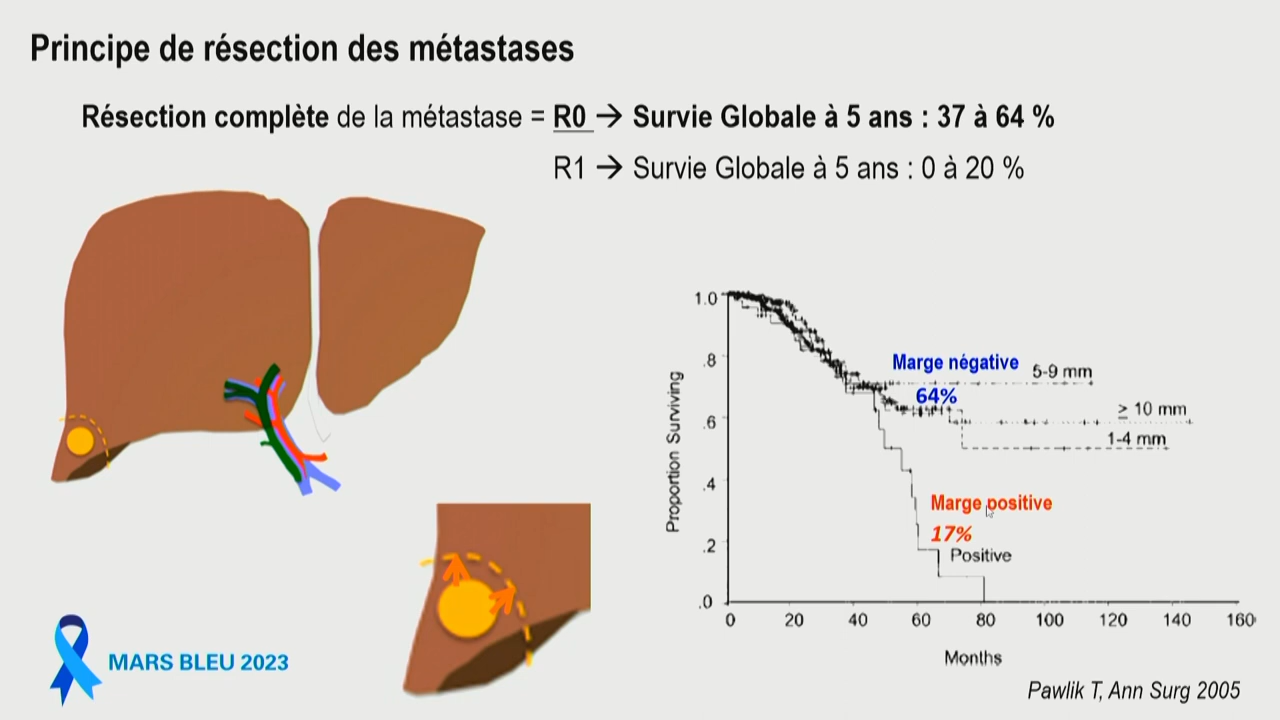 Principe de résection des métastases
Résection complète de la métastase = R0 → Survie Globale à 5 ans : 37 à 64 %
R1 → Survie Globale à 5 ans : 0 à 20 %
1.0
.8
.6
.4
.2
.0
Proportion Surviving
Marge négative
64%
5-9 mm
≥ 10 mm
1-4 mm
Marge positive
17%
Positive
0 20 40 60 80 100 120 140 160
Months
MARS BLEU 2023
Pawlik T, Ann Surg 2005